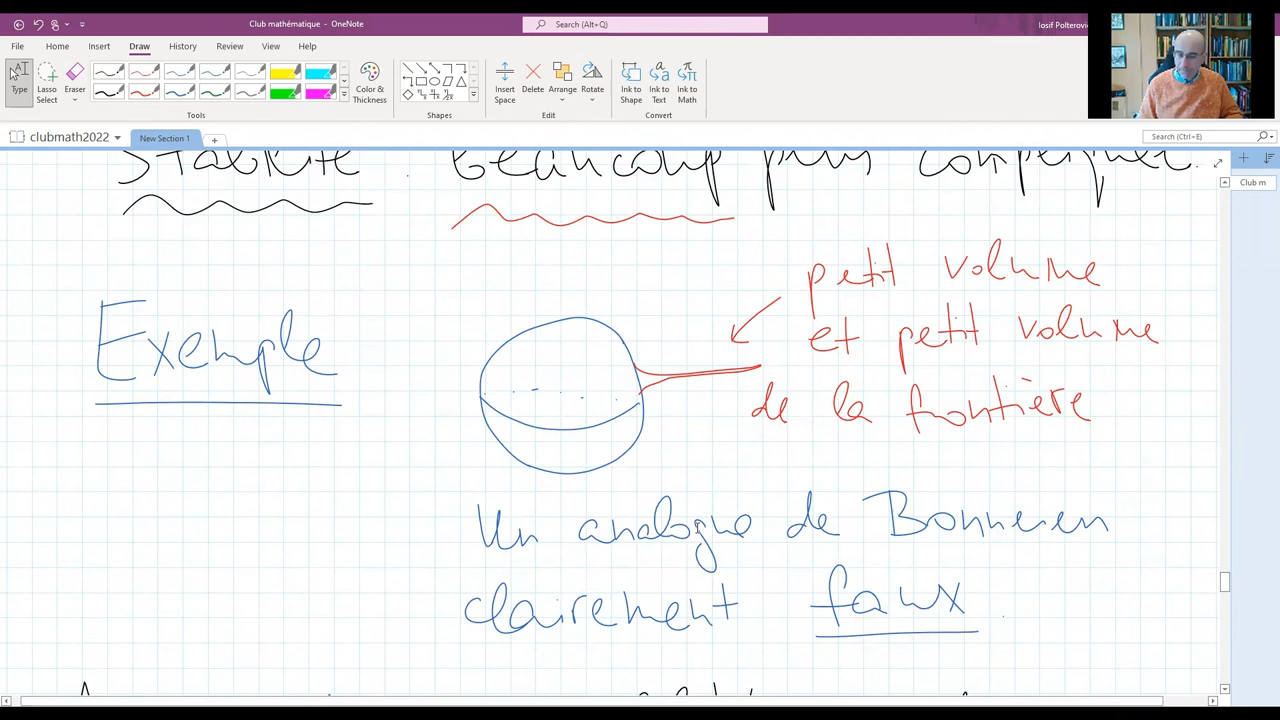 Club mathématique - OneNote
Search (Alt+Q)
Iosif Polterovic
File Home Insert Draw History Review View Help
Type
Lasso Select
Eraser
Color & Thickness
Insert Space
Delete
Arrange
Rotate
Ink to Shape
Ink to Text
Ink to Math
Tools
Shapes
Edit
Convert
clubmath2022
New Section 1
Search (Ctrl+E)
Club m
Stabilité : Beaucoup plus compliqué.
petit volume
Exemple
et petit volume
de la frontière
Un analogue de Bonnesen
clairement faux.